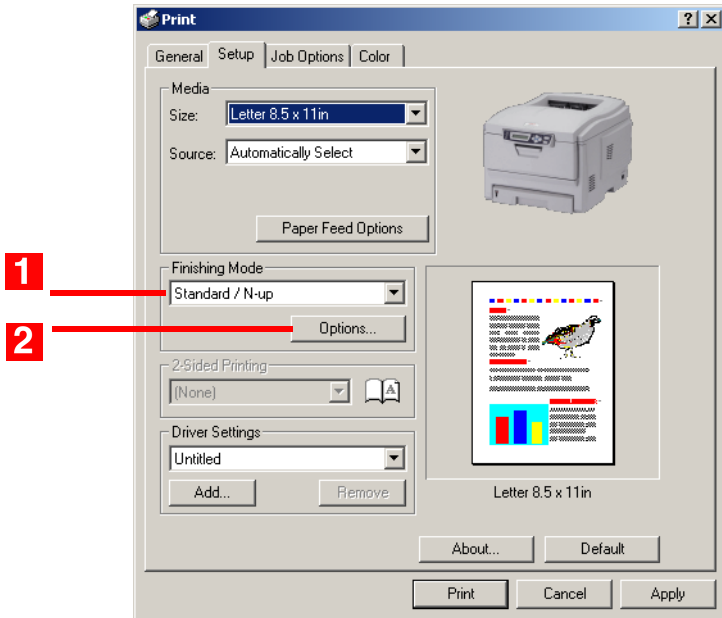 Print
General Setup Job Options Color
Media
Size: Letter 8.5 x 11in
Source: Automatically Select
Paper Feed Options
1
Finishing Mode
Standard / N-up
2
Options...
2-Sided Printing
(None)
A
Driver Settings
Untitled
Add... Remove
Letter 8.5 x 11in
About... Default
Print Cancel Apply